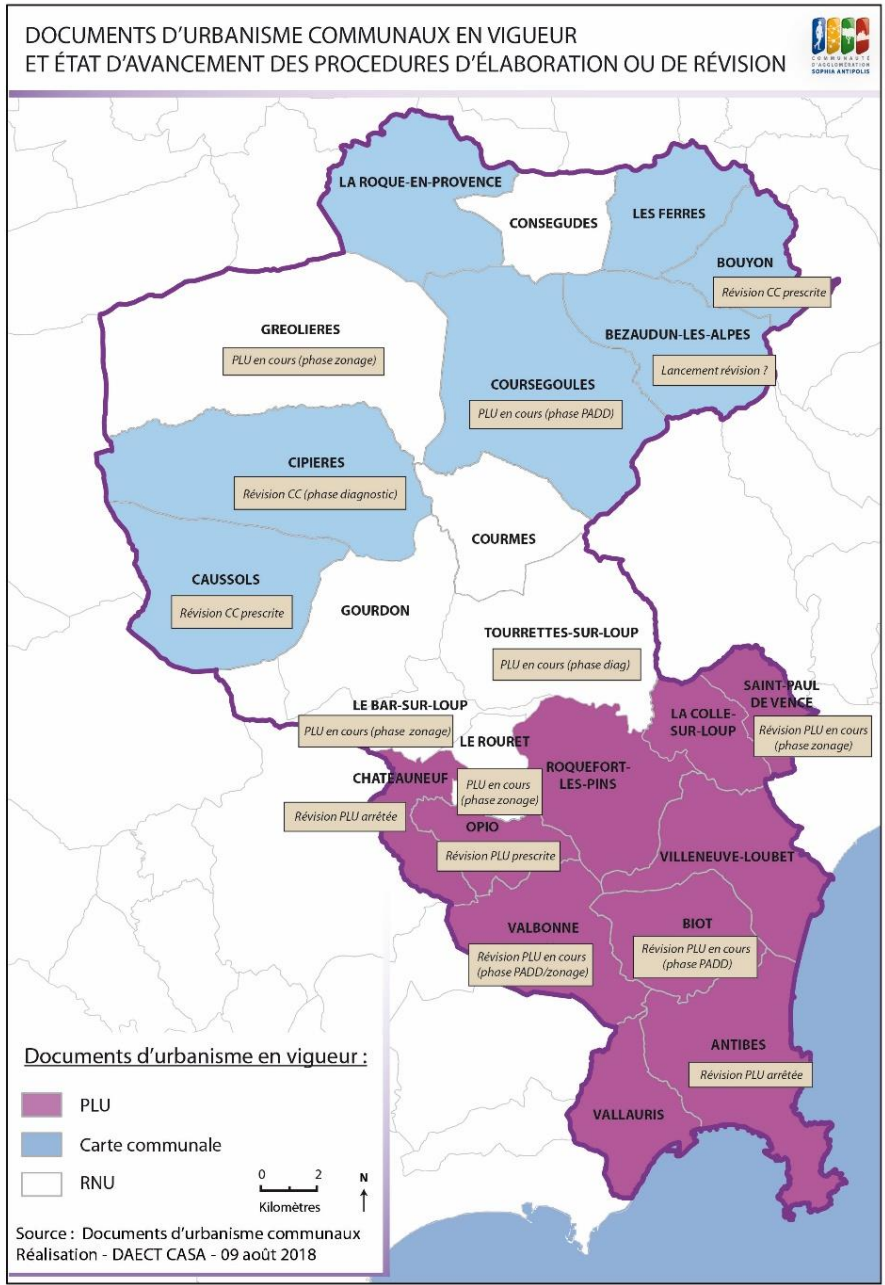 DOCUMENTS D'URBANISME COMMUNAUX EN VIGUEUR
ET ÉTAT D'AVANCEMENT DES PROCEDURES D'ÉLABORATION OU DE RÉVISION
COMMUNAUTÉ
D'AGGLOMÉRATION
SOPHIA ANTIPOLIS
LA ROQUE-EN-PROVENCE
CONSEGUDES
LES FERRES
BOUYON
Révision CC prescrite
GREOLIERES
PLU en cours (phase zonage)
BEZAUDUN-LES-ALPES
Lancement révision ?
COURSEGOULES
PLU en cours (phase PADD)
CIPIERES
Révision CC (phase diagnostic)
COURMES
CAUSSOLS
Révision CC prescrite
GOURDON
TOURRETTES-SUR-LOUP
PLU en cours (phase diag)
SAINT-PAUL
DE VENCE
Révision PLU en cours
(phase zonage)
LA COLLE-
SUR-LOUP
LE BAR-SUR-LOUP
PLU en cours (phase zonage)
LE ROURET
PLU en cours
(phase zonage)
ROQUEFORT-
LES-PINS
CHATEAUNEUF
Révision PLU arrêtée
OPIO
Révision PLU prescrite
VILLENEUVE-LOUBET
VALBONNE
Révision PLU en cours
(phase PADD/zonage)
BIOT
Révision PLU en cours
(phase PADD)
ANTIBES
Révision PLU arrêtée
VALLAURIS
Documents d'urbanisme en vigueur :
PLU
Carte communale
RNU
0 2
Kilomètres
N
Source : Documents d'urbanisme communaux
Réalisation - DAECT CASA - 09 août 2018